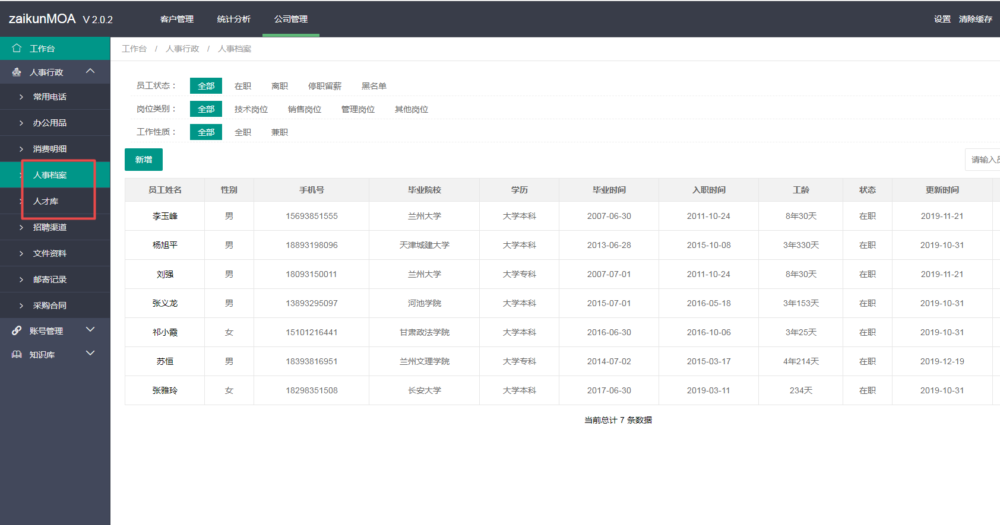 zaikunMOA V 2.0.2 客户管理 统计分析 公司管理 设置 清除缓存
工作台
人事行政
常用电话
办公用品
消费明细
人事档案
人才库
招聘渠道
文件资料
邮寄记录
采购合同
账号管理
知识库
工作台 / 人事行政 / 人事档案
员工状态： 全部 在职 离职 停职留薪 黑名单
岗位类别： 全部 技术岗位 销售岗位 管理岗位 其他岗位
工作性质： 全部 全职 兼职
新增 请输入员
员工姓名 性别 手机号 毕业院校 学历 毕业时间 入职时间 工龄 状态 更新时间
李玉峰 男 15693851555 兰州大学 大学本科 2007-06-30 2011-10-24 8年30天 在职 2019-11-21
杨旭平 男 18893198096 天津城建大学 大学本科 2013-06-28 2015-10-08 3年330天 在职 2019-10-31
刘强 男 18093150011 兰州大学 大学专科 2007-07-01 2011-10-24 8年30天 在职 2019-11-21
张义龙 男 13893295097 河池学院 大学本科 2015-07-01 2016-05-18 3年153天 在职 2019-10-31
祁小霞 女 15101216441 甘肃政法学院 大学本科 2016-06-30 2016-10-06 3年25天 在职 2019-10-31
苏恒 男 18393816951 兰州文理学院 大学专科 2014-07-02 2015-03-17 4年214天 在职 2019-12-19
张雅玲 女 18298351508 长安大学 大学本科 2017-06-30 2019-03-11 234天 在职 2019-10-31
当前总计 7 条数据